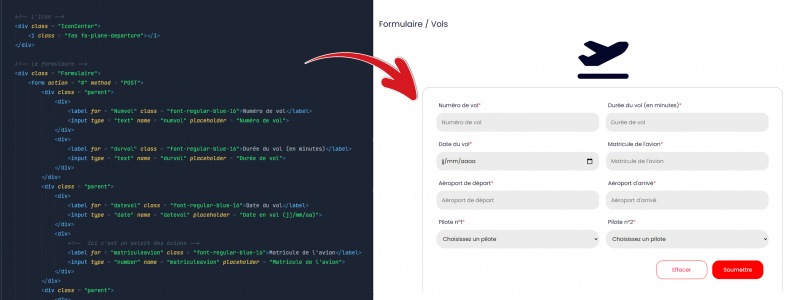 <!-- L'icon -->
<div class = "IconCenter">
<i class = "fas fa-plane-departure"></i>
</div>
<!-- Le formulaure -->
<div class = "Formulaire">
<form action = "#" method = "POST">
<div class = "parent">
<div>
<label for = "Numvol" class = "font-regular-blue-16">Numéro de vol</label>
<input type = "text" name = "numvol" placeholder = "Numéro de vol">
</div>
<div>
<label for = "durvol" class = "font-regular-blue-16">Durée du vol (en minutes)</label>
<input type = "text" name = "durvol" placeholder = "Durée de vol">
</div>
</div>
<div class = "parent">
<div>
<label for = "datevol" class = "font-regular-blue-16">Date du vol</label>
<input type = "date" name = "datevol" placeholder = "Date en vol (jj/mm/aa)">
</div>
<div>
<!-- ici c'est un select des avions -->
<label for = "matriculeavion" class = "font-regular-blue-16">Matricule de l'avion</label>
<input type = "number" name = "matriculeavion" placeholder = "Matricule de l'avion">
</div>
</div>
<div class = "parent">
<div>
Formulaire / Vols
Numéro de vol* Durée du vol (en minutes)*
Numéro de vol Durée de vol
Date du vol* Matricule de l'avion*
jj/mm/aaaa Matricule de l'avion
Aéroport de départ* Aéroport d'arrivé*
Aéroport de départ Aéroport d'arrivé
Pilote n°1* Pilote n°2*
Choisissez un pilote Choisissez un pilote
Effacer Soumettre